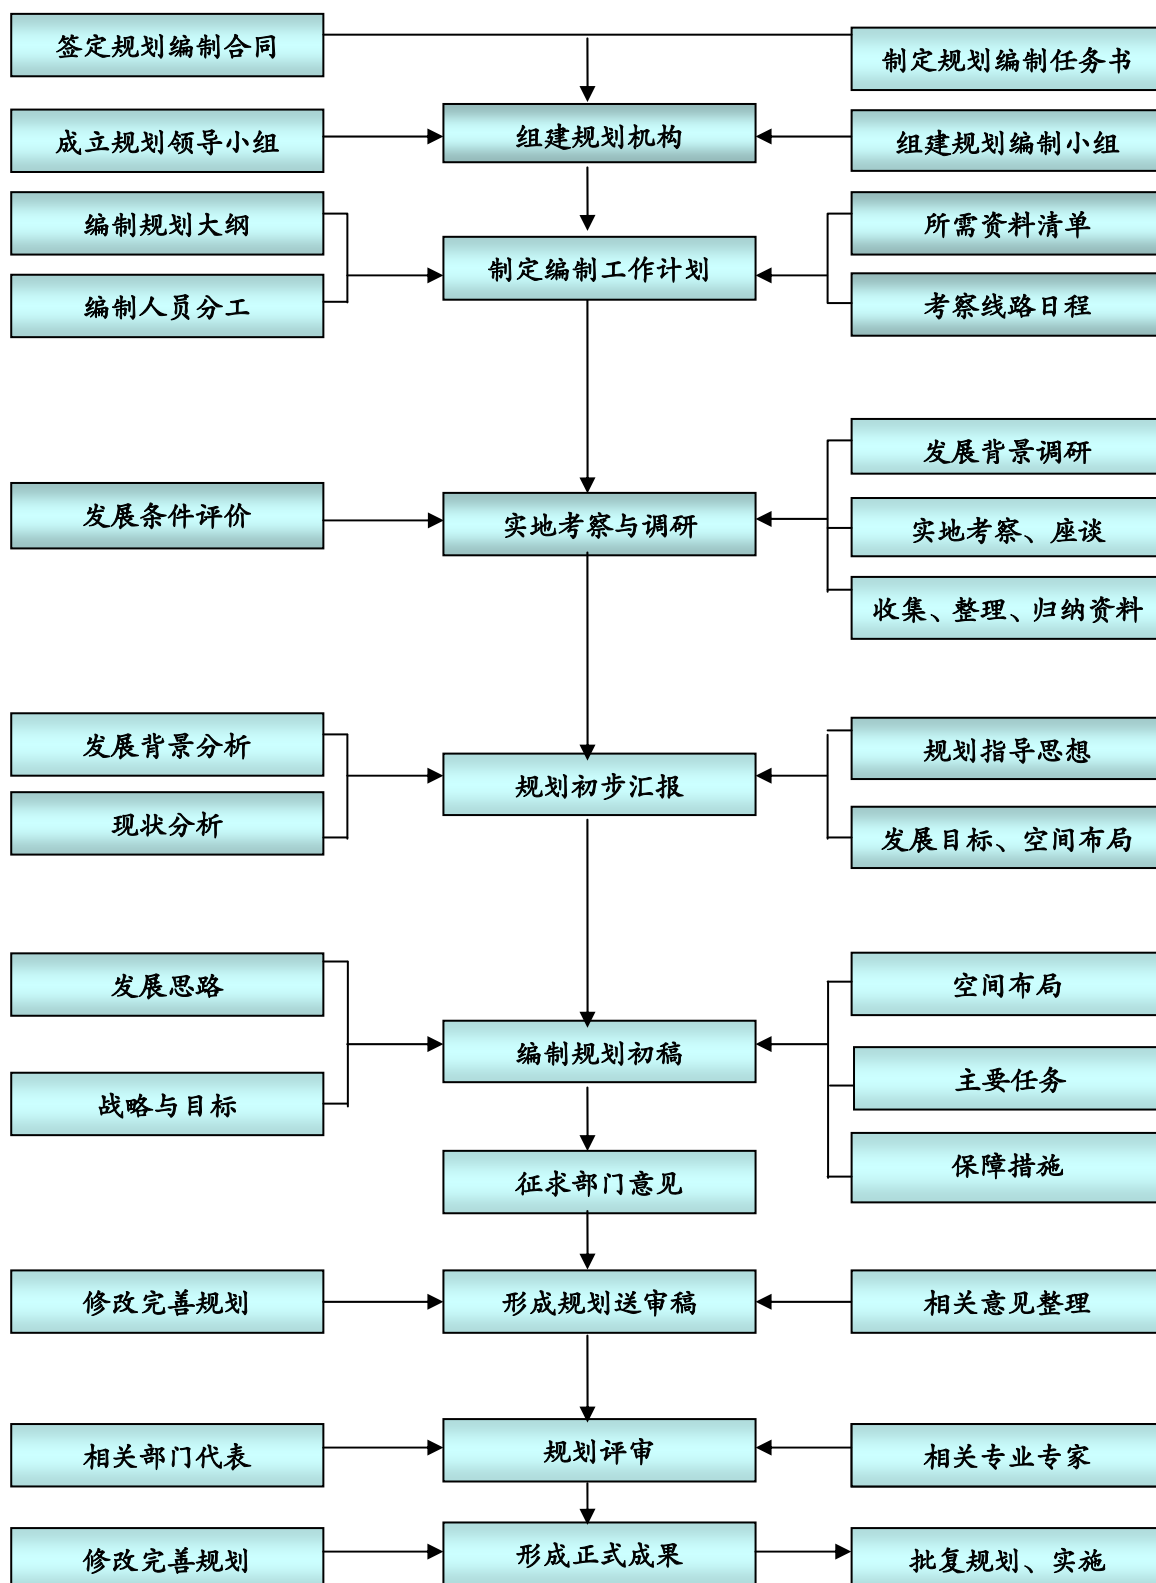 签定规划编制合同
制定规划编制任务书
成立规划领导小组
组建规划机构
组建规划编制小组
编制规划大纲
所需资料清单
制定编制工作计划
编制人员分工
考察线路日程
发展背景调研
发展条件评价
实地考察与调研
实地考察、座谈
收集、整理、归纳资料
发展背景分析
规划指导思想
规划初步汇报
现状分析
发展目标、空间布局
发展思路
空间布局
编制规划初稿
主要任务
战略与目标
保障措施
征求部门意见
修改完善规划
形成规划送审稿
相关意见整理
相关部门代表
规划评审
相关专业专家
修改完善规划
形成正式成果
批复规划、实施